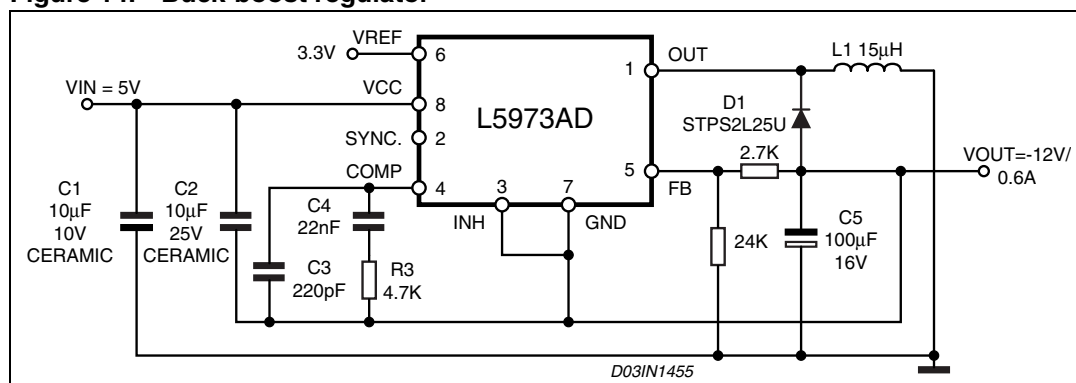 Figure 14. Buck-boost regulator
VREF
3.3V
6
VIN = 5V
VCC
8
SYNC.
2
COMP
4
L5973AD
1
OUT
L1 15µH
D1
STPS2L25U
2.7K
5
FB
VOUT=-12V/
0.6A
3
INH
7
GND
C1
10µF
10V
CERAMIC
C2
10µF
25V
CERAMIC
C4
22nF
C3
220pF
R3
4.7K
24K
C5
100µF
16V
D03IN1455